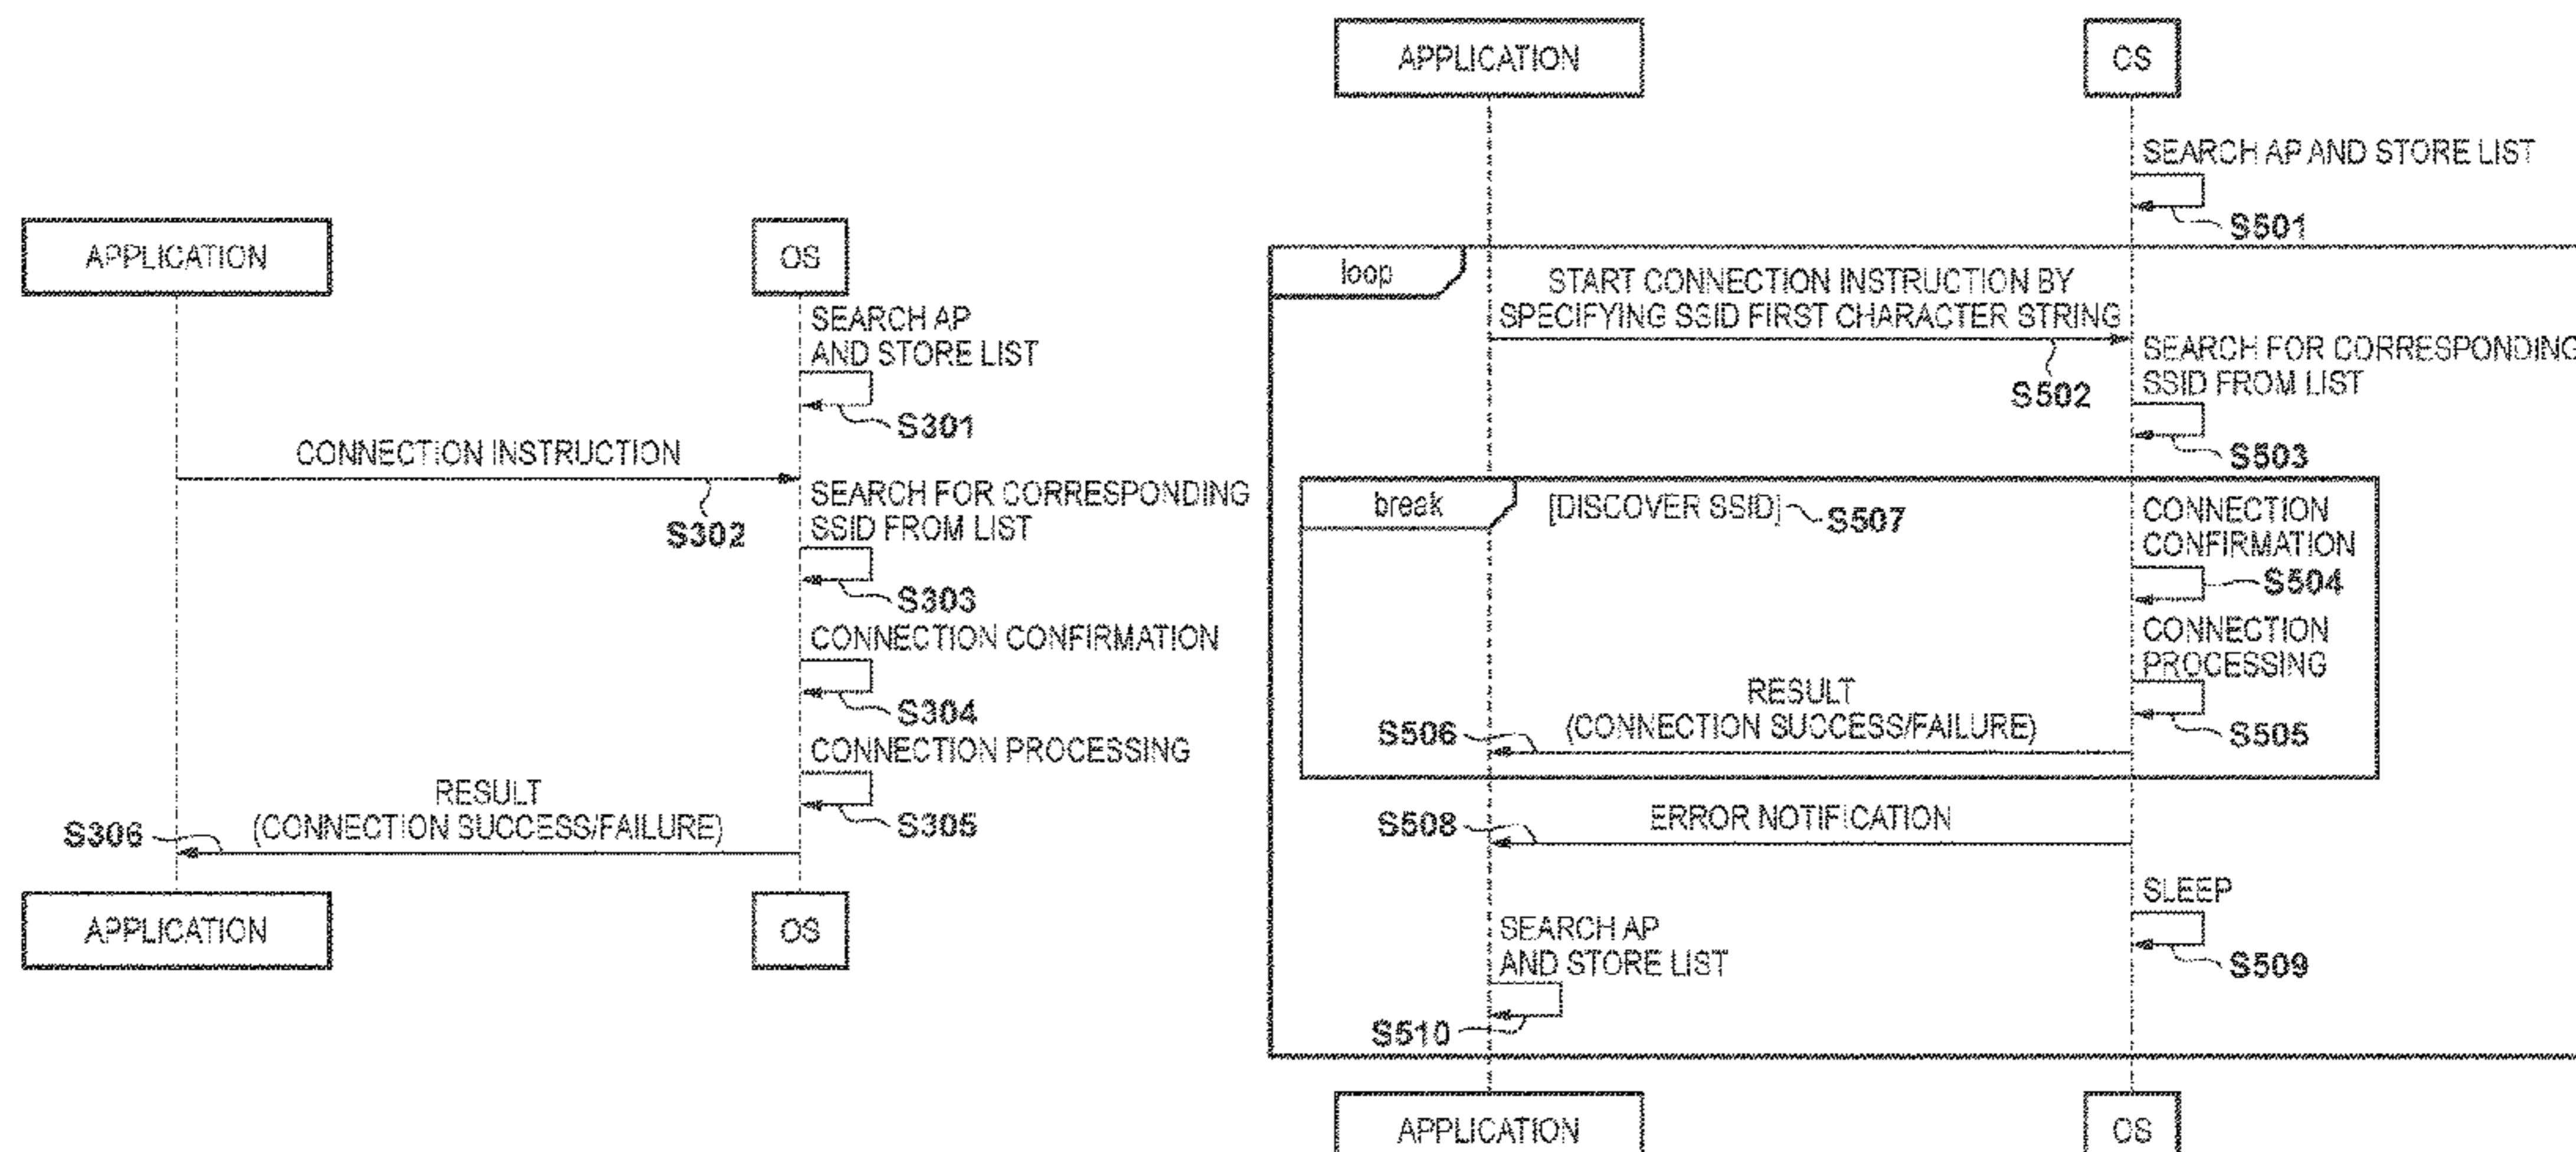 APPLICATION
OS
SEARCH AP
AND STORE LIST
S301
CONNECTION INSTRUCTION
S302
SEARCH FOR CORRESPONDING
SSID FROM LIST
S303
CONNECTION CONFIRMATION
S304
CONNECTION PROCESSING
S305
RESULT
(CONNECTION SUCCESS/FAILURE)
S306
APPLICATION
OS
APPLICATION
OS
SEARCH AP AND STORE LIST
S501
loop
START CONNECTION INSTRUCTION BY
SPECIFYING SSID FIRST CHARACTER STRING
S502
SEARCH FOR CORRESPONDING
SSID FROM LIST
S503
break
[DISCOVER SSID]
S507
CONNECTION
CONFIRMATION
S504
CONNECTION
PROCESSING
S505
RESULT
(CONNECTION SUCCESS/FAILURE)
S506
ERROR NOTIFICATION
S508
SLEEP
S509
SEARCH AP
AND STORE LIST
S510
APPLICATION
OS